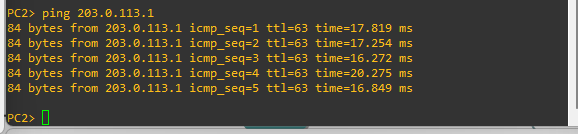 PC2> ping 203.0.113.1
84 bytes from 203.0.113.1 icmp_seq=1 ttl=63 time=17.819 ms
84 bytes from 203.0.113.1 icmp_seq=2 ttl=63 time=17.254 ms
84 bytes from 203.0.113.1 icmp_seq=3 ttl=63 time=16.272 ms
84 bytes from 203.0.113.1 icmp_seq=4 ttl=63 time=20.275 ms
84 bytes from 203.0.113.1 icmp_seq=5 ttl=63 time=16.849 ms
PC2>